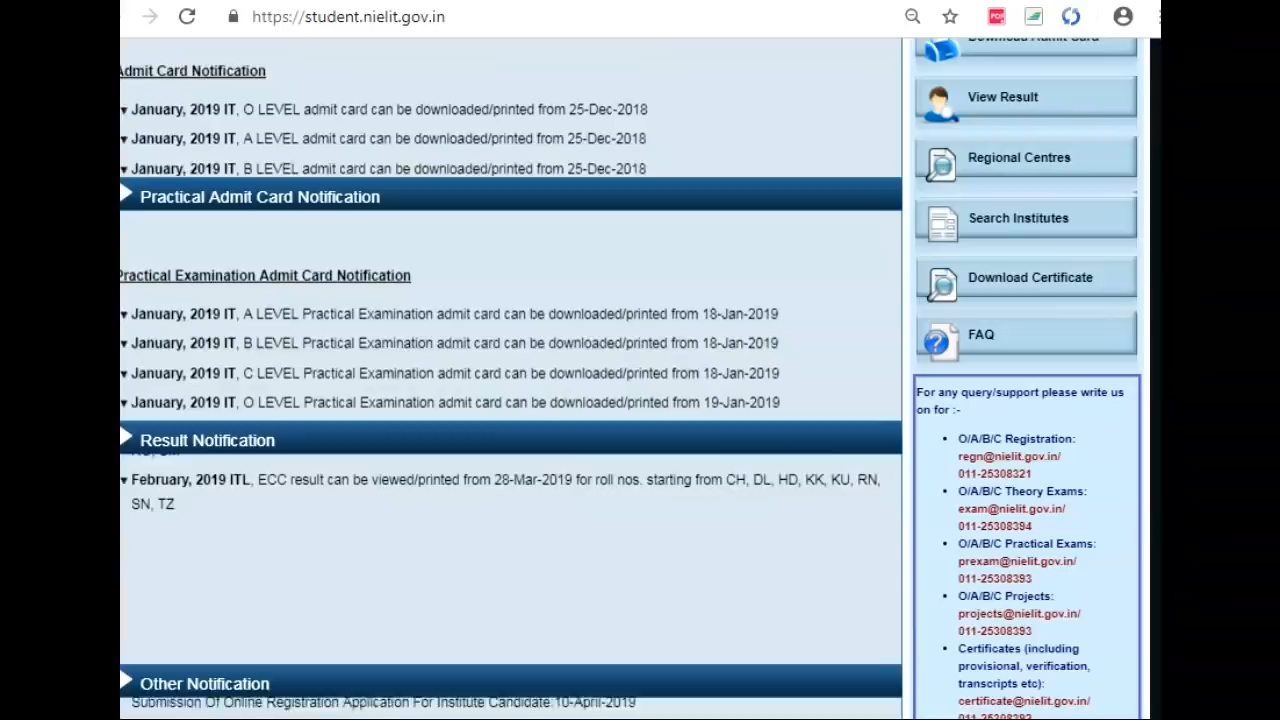 https://student.nielit.gov.in
Admit Card Notification
January, 2019 IT, O LEVEL admit card can be downloaded/printed from 25-Dec-2018
January, 2019 IT, A LEVEL admit card can be downloaded/printed from 25-Dec-2018
January, 2019 IT, B LEVEL admit card can be downloaded/printed from 25-Dec-2018
Practical Admit Card Notification
Practical Examination Admit Card Notification
January, 2019 IT, A LEVEL Practical Examination admit card can be downloaded/printed from 18-Jan-2019
January, 2019 IT, B LEVEL Practical Examination admit card can be downloaded/printed from 18-Jan-2019
January, 2019 IT, C LEVEL Practical Examination admit card can be downloaded/printed from 18-Jan-2019
January, 2019 IT, O LEVEL Practical Examination admit card can be downloaded/printed from 19-Jan-2019
Result Notification
February, 2019 ITL, ECC result can be viewed/printed from 28-Mar-2019 for roll nos. starting from CH, DL, HD, KK, KU, RN,
SN, TZ
Other Notification
Submission Of Online Registration Application For Institute Candidate:10-April-2019
Download Admit Card
View Result
Regional Centres
Search Institutes
Download Certificate
FAQ
For any query/support please write us
on for :-
O/A/B/C Registration:
regn@nielit.gov.in/
011-25308321
O/A/B/C Theory Exams:
exam@nielit.gov.in/
011-25308394
O/A/B/C Practical Exams:
prexam@nielit.gov.in/
011-25308393
O/A/B/C Projects:
projects@nielit.gov.in/
011-25308393
Certificates (including
provisional, verification,
transcripts etc):
certificate@nielit.gov.in/